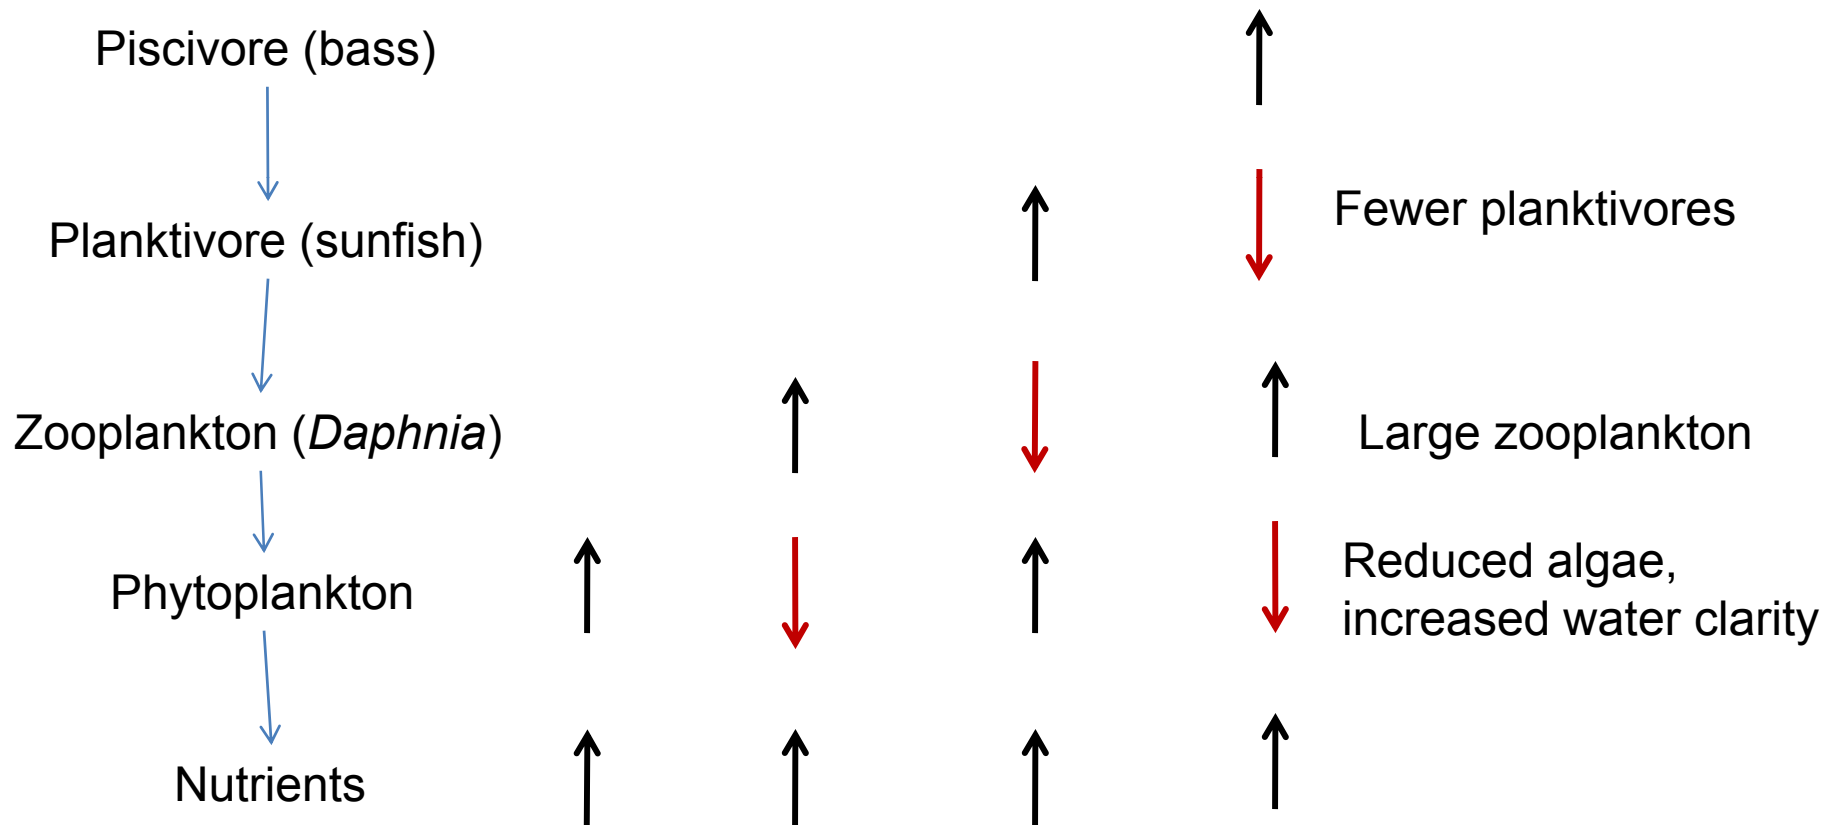 Piscivore (bass)
Planktivore (sunfish)
Fewer planktivores
Zooplankton (Daphnia)
Large zooplankton
Phytoplankton
Reduced algae,
increased water clarity
Nutrients